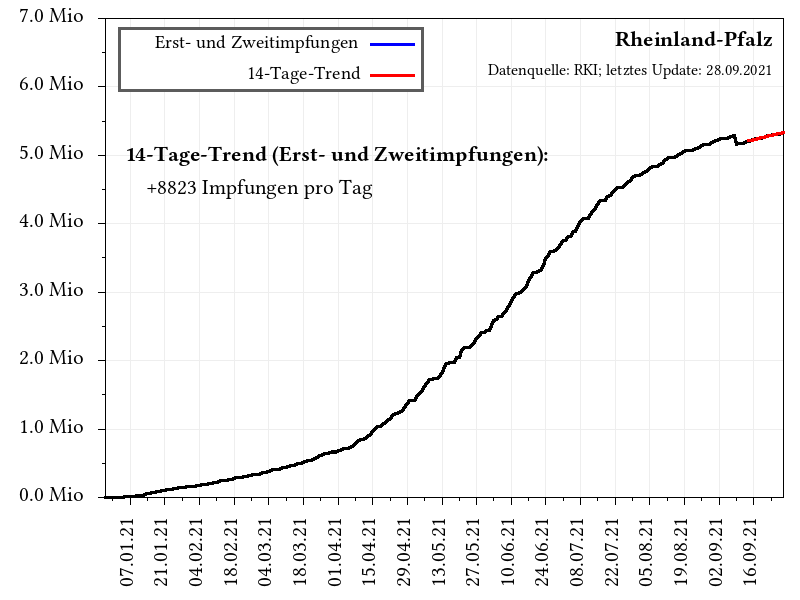 7.0 Mio
6.0 Mio
5.0 Mio
4.0 Mio
3.0 Mio
2.0 Mio
1.0 Mio
0.0 Mio
Erst- und Zweitimpfungen
14-Tage-Trend
Rheinland-Pfalz
Datenquelle: RKI; letztes Update: 28.09.2021
14-Tage-Trend (Erst- und Zweitimpfungen):
+8823 Impfungen pro Tag
07.01.21
21.01.21
04.02.21
18.02.21
04.03.21
18.03.21
01.04.21
15.04.21
29.04.21
13.05.21
27.05.21
10.06.21
24.06.21
08.07.21
22.07.21
05.08.21
19.08.21
02.09.21
16.09.21